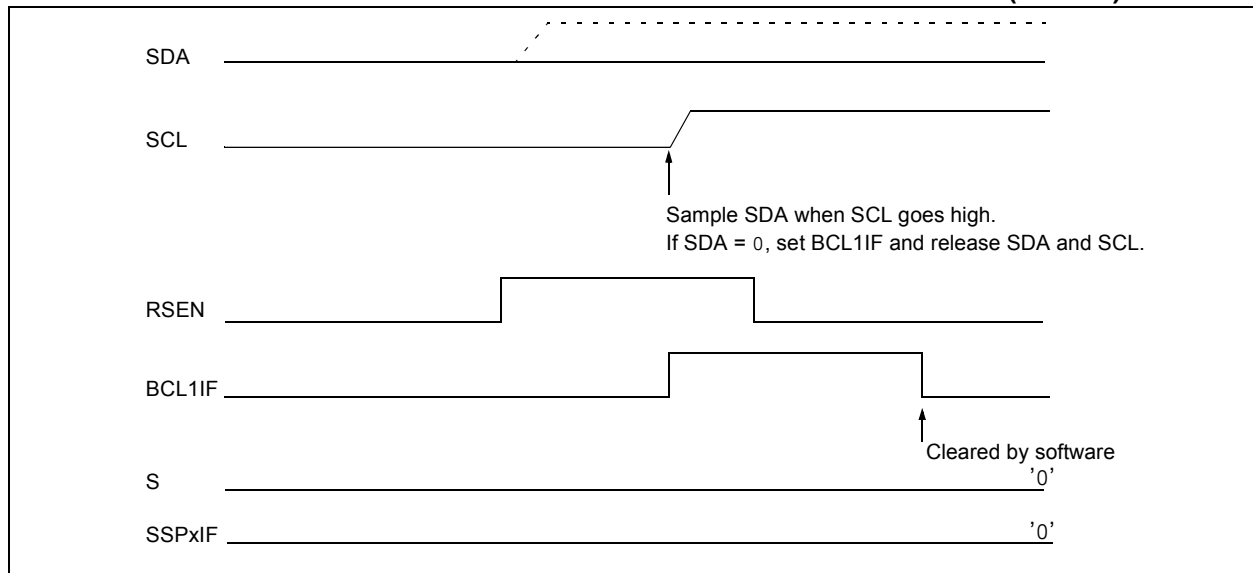 SDA
SCL
Sample SDA when SCL goes high.
If SDA = 0, set BCL1IF and release SDA and SCL.
RSEN
BCL1IF
Cleared by software
S
'0'
SSPxIF
'0'